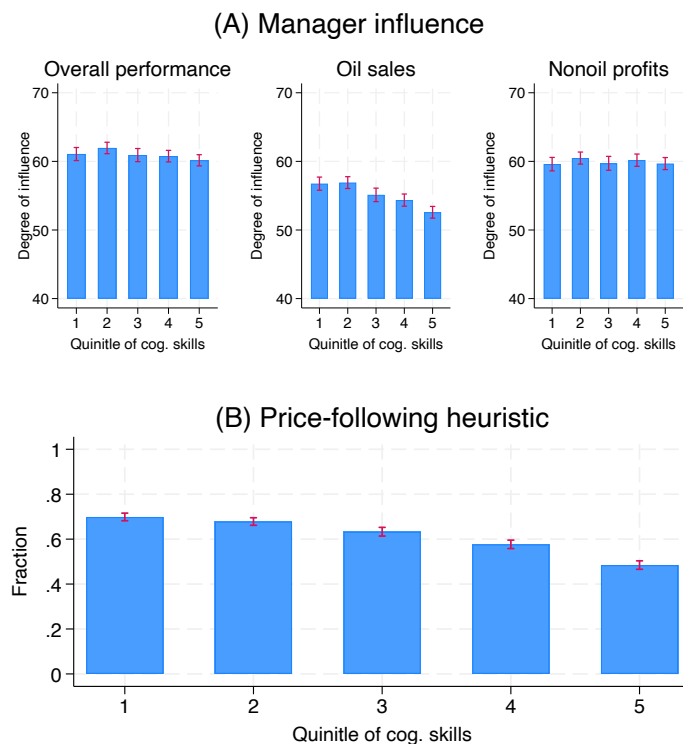 (A) Manager influence
Overall performance
Degree of influence
70
60
50
40
1 2 3 4 5
Quinitle of cog. skills
Oil sales
Degree of influence
70
60
50
40
1 2 3 4 5
Quinitle of cog. skills
Nonoil profits
Degree of influence
70
60
50
40
1 2 3 4 5
Quinitle of cog. skills
(B) Price-following heuristic
Fraction
1
.8
.6
.4
.2
0
1 2 3 4 5
Quinitle of cog. skills